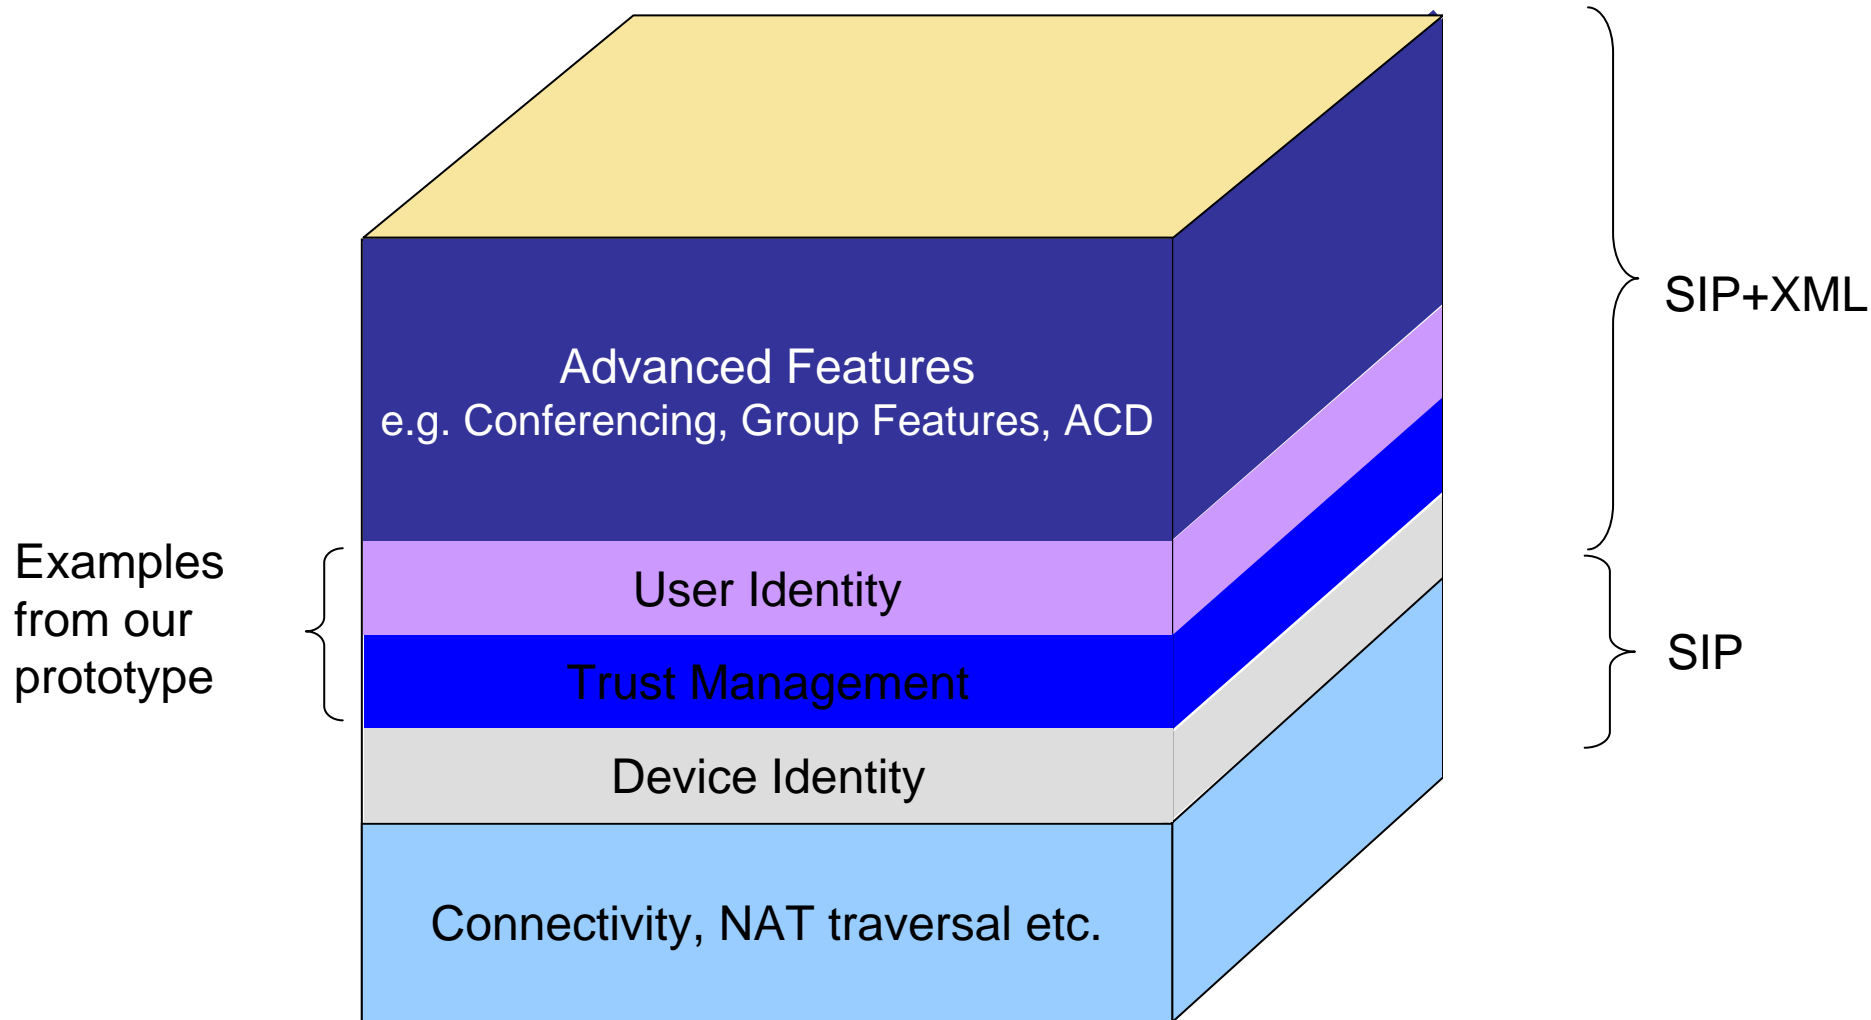 Advanced Features
e.g. Conferencing, Group Features, ACD
SIP+XML
Examples
from our
prototype
User Identity
Trust Management
SIP
Device Identity
Connectivity, NAT traversal etc.